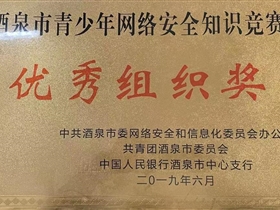 酒泉市青少年网络安全知识竞赛
优秀组织奖
中共酒泉市委网络安全和信息化委员会办公
共青团酒泉市委员会
中国人民银行酒泉市中心支行
二〇一九年六月